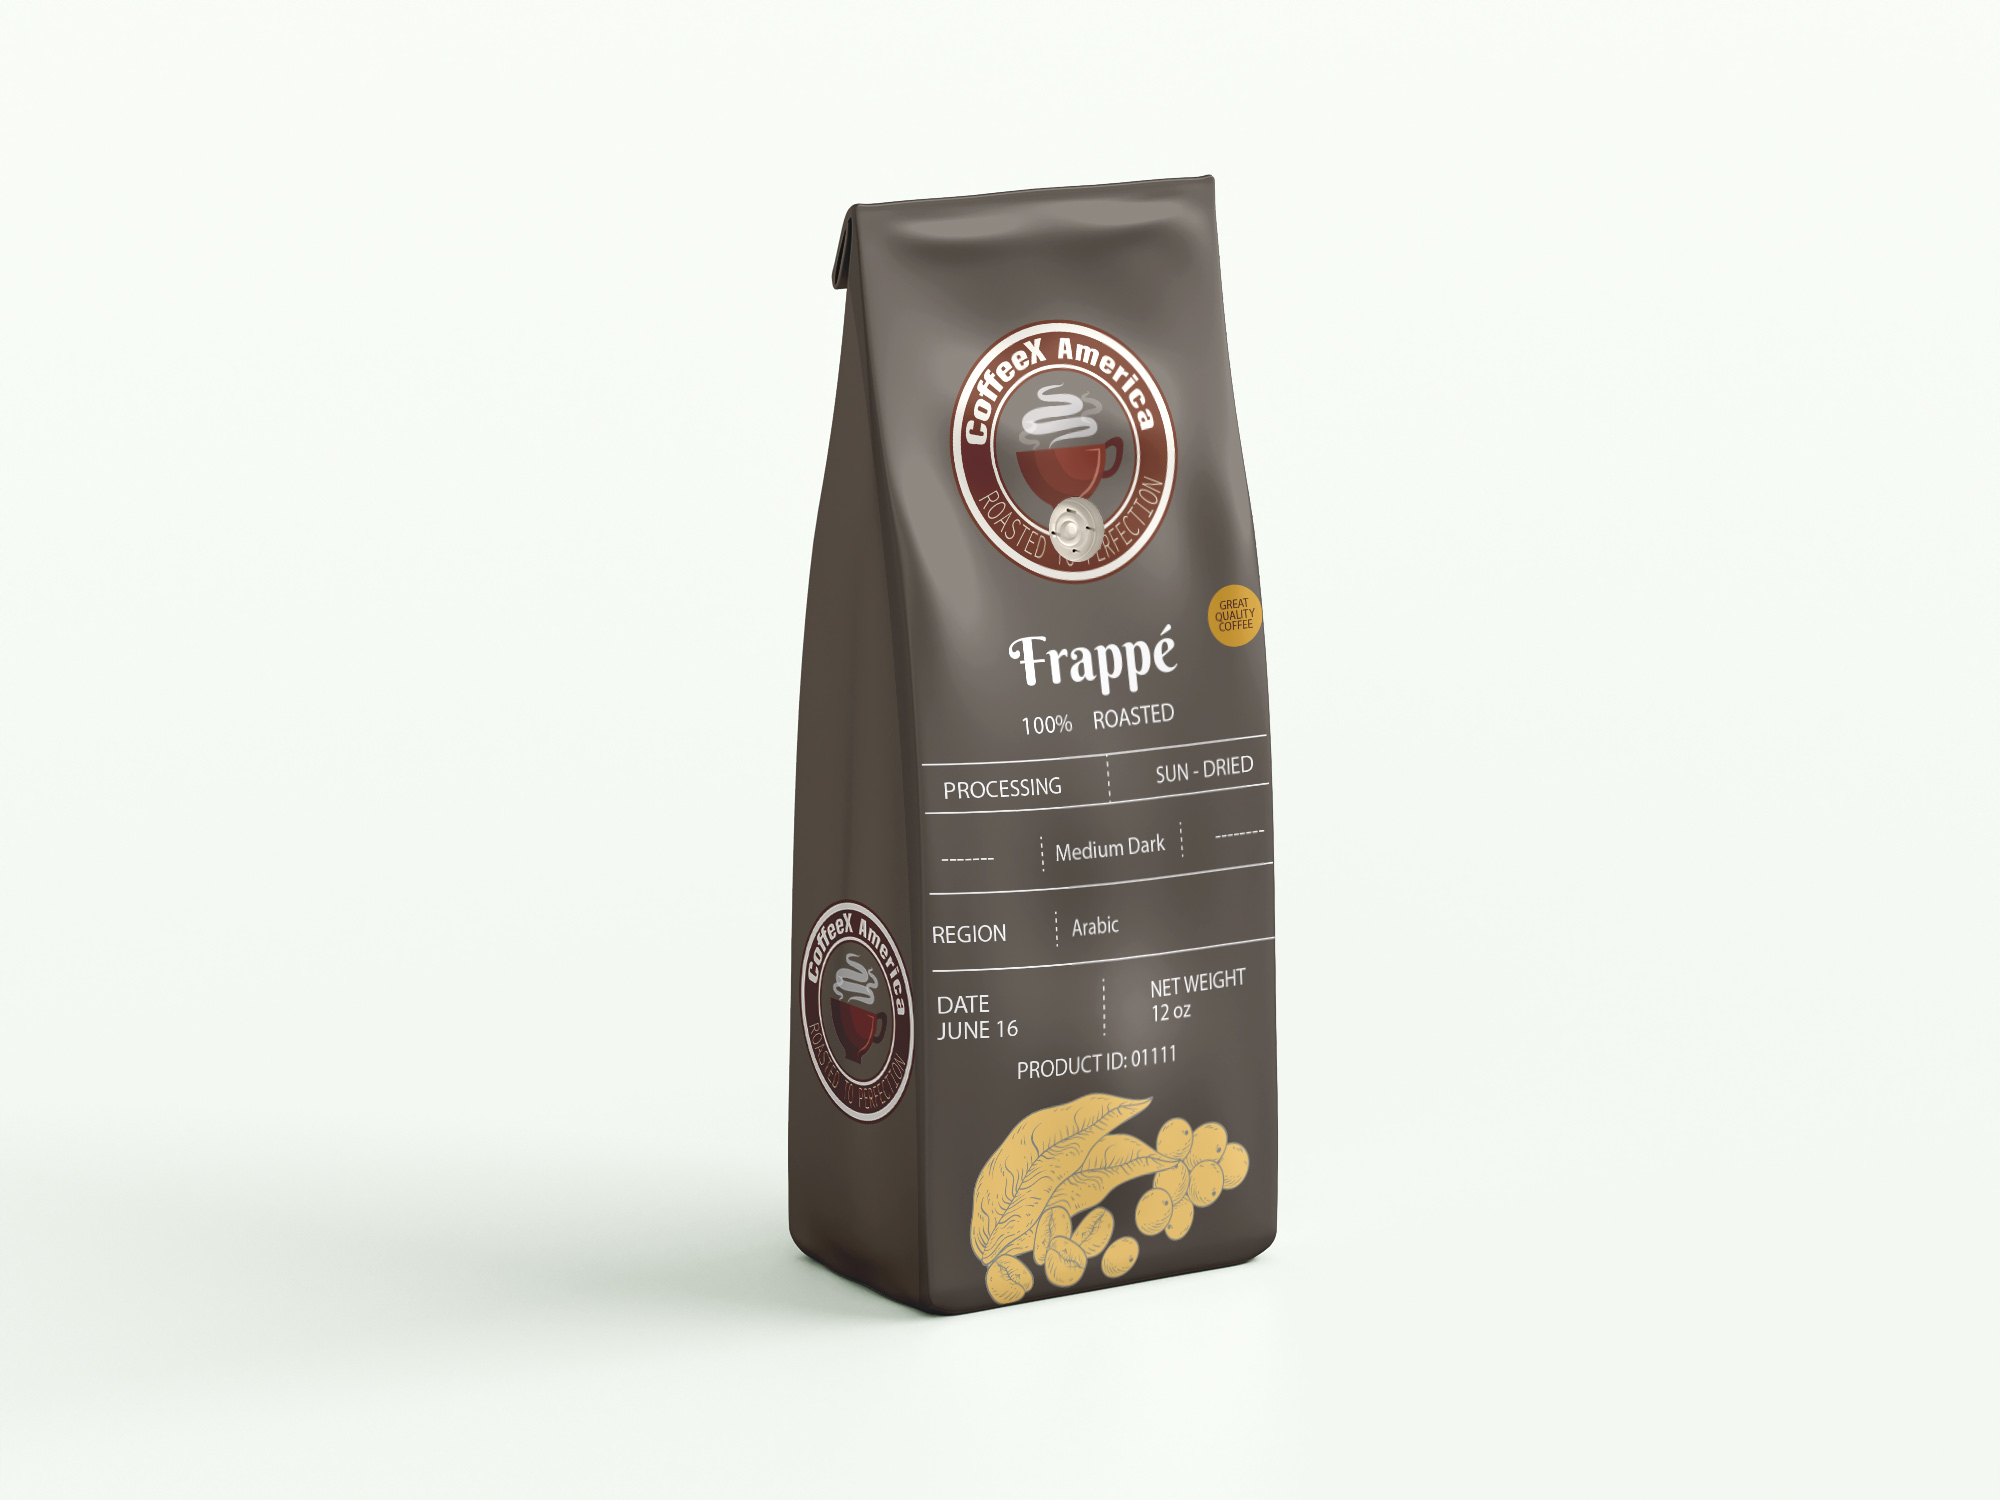 CoffeeX America
ROASTED TO PERFECTION
GREAT
QUALITY
COFFEE
Frappé
100% ROASTED
PROCESSING
SUN - DRIED
-------
Medium Dark
--------
REGION
Arabic
DATE
JUNE 16
NET WEIGHT
12 oz
PRODUCT ID: 01111
CoffeeX America
ROASTED TO PERFECTION